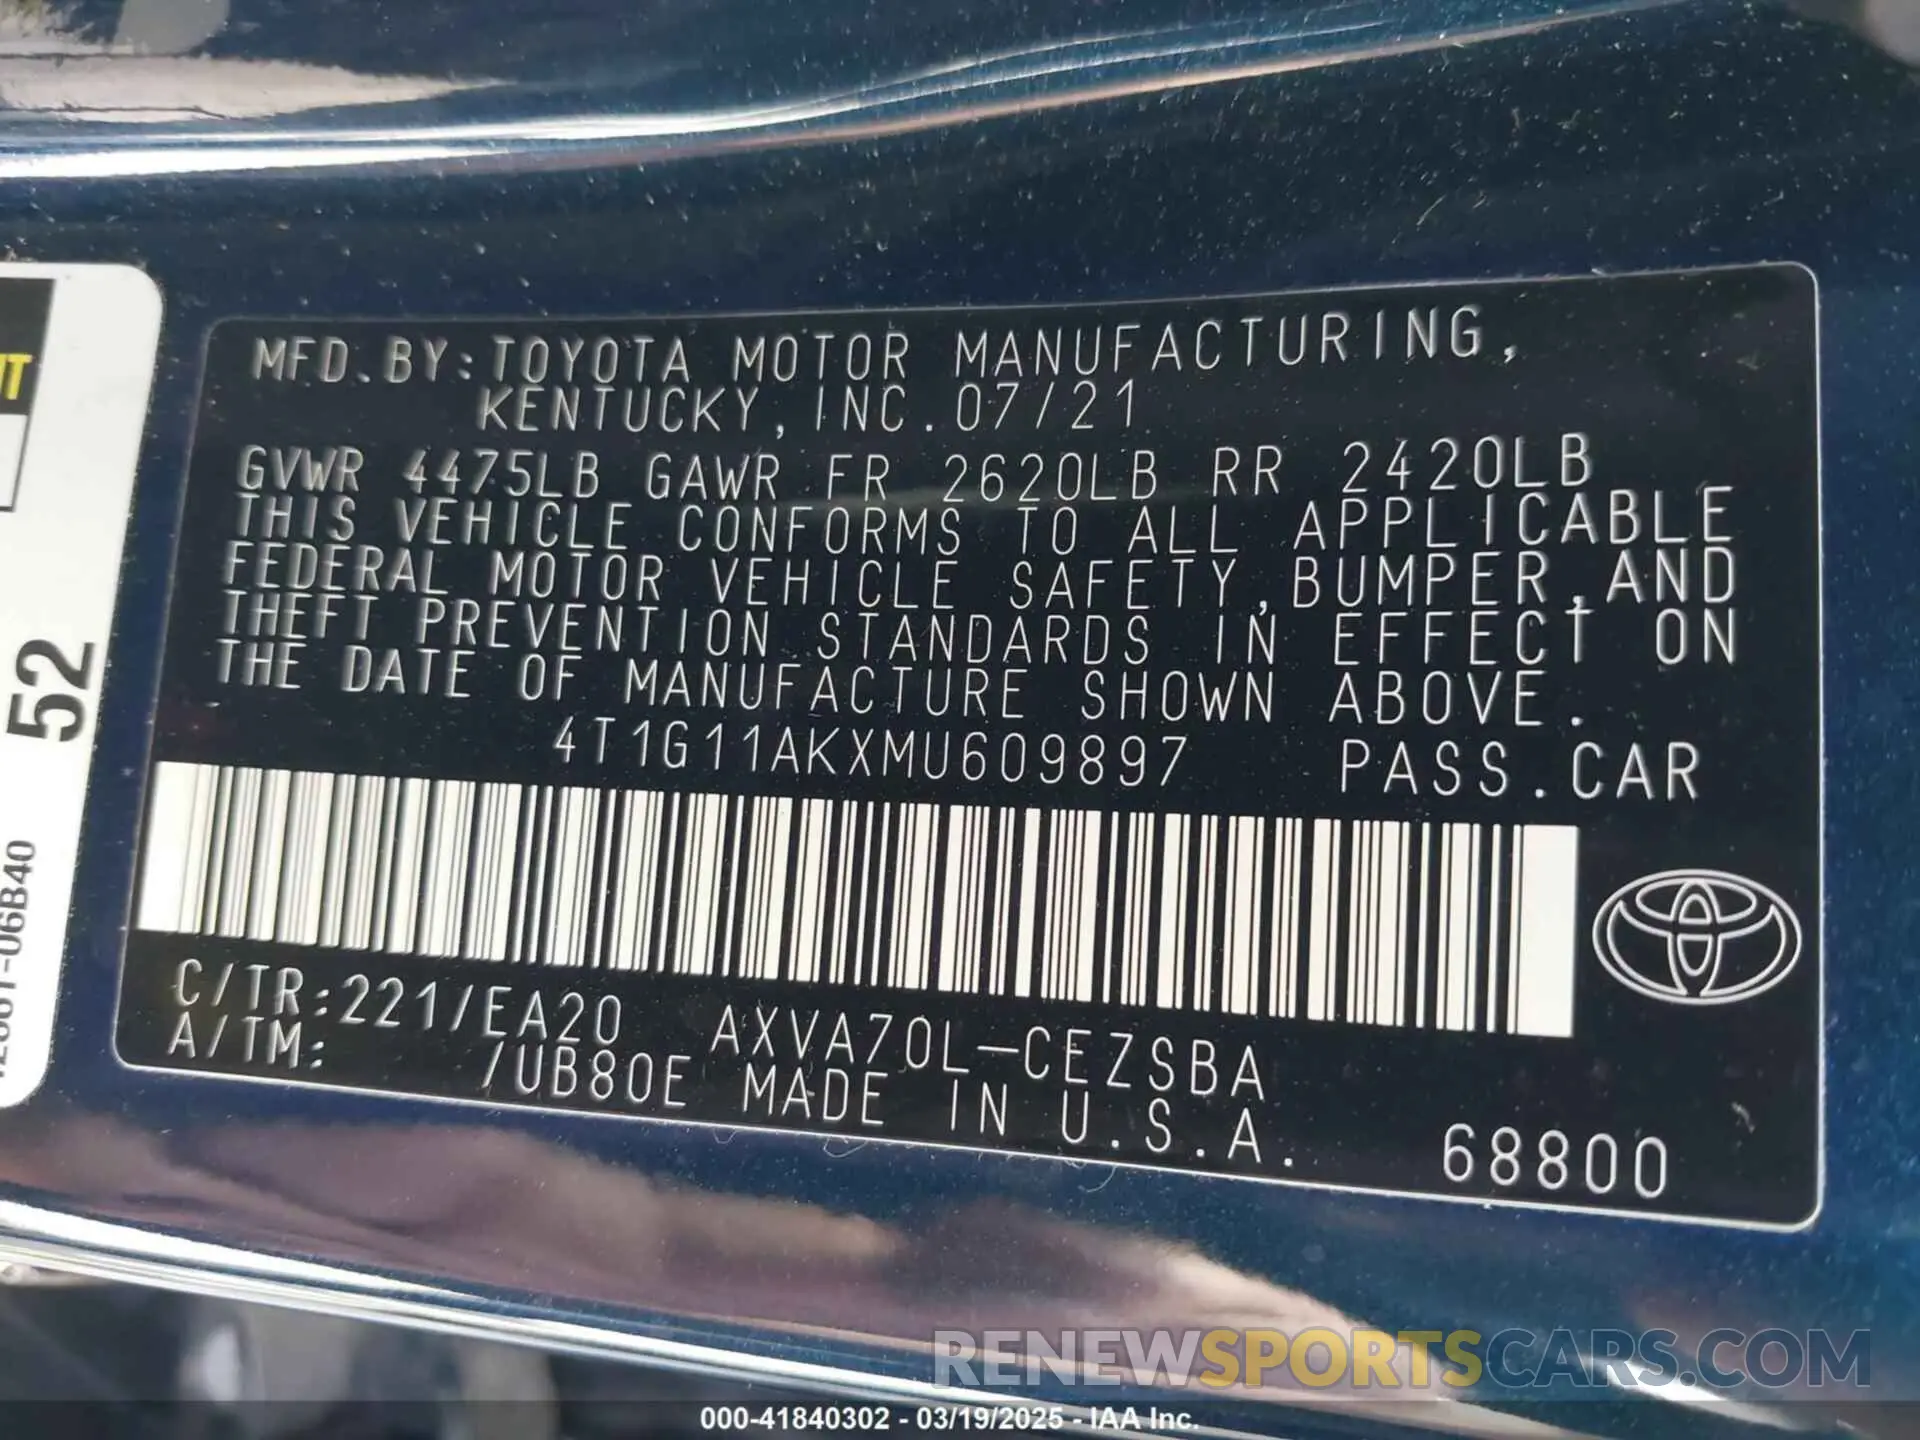 MFD.BY:TOYOTA MOTOR MANUFACTURING,
KENTUCKY, INC. 07/21
GVWR 4475LB GAWR FR 2620LB RR 2420LB
THIS VEHICLE CONFORMS TO ALL APPLICABLE
FEDERAL MOTOR VEHICLE SAFETY, BUMPER, AND
THEFT PREVENTION STANDARDS IN EFFECT ON
THE DATE OF MANUFACTURE SHOWN ABOVE.
4T1G11AKXMU609897 PASS.CAR
C/TR:221/EA20 AXVA70L-CEZSBA
A/TM: /UB80E MADE IN U.S.A.
68800
52
RENEWSPORTSCARS.COM
000-41840302 - 03/19/2025 - IAA Inc.